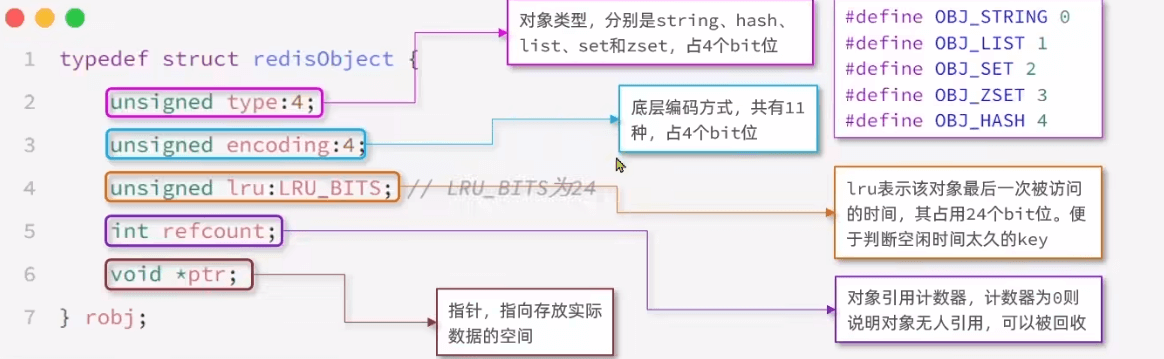 1 typedef struct redisObject {
2 unsigned type:4;
3 unsigned encoding:4;
4 unsigned lru:LRU_BITS; // LRU_BITS为24
5 int refcount;
6 void *ptr;
7 } robj;
对象类型，分别是string、hash、
list、set和zset，占4个bit位
#define OBJ_STRING 0
#define OBJ_LIST 1
#define OBJ_SET 2
#define OBJ_ZSET 3
#define OBJ_HASH 4
底层编码方式，共有11
种，占4个bit位
lru表示该对象最后一次被访问
的时间，其占用24个bit位。便
于判断空闲时间太久的key
对象引用计数器，计数器为0则
说明对象无人引用，可以被回收
指针，指向存放实际
数据的空间